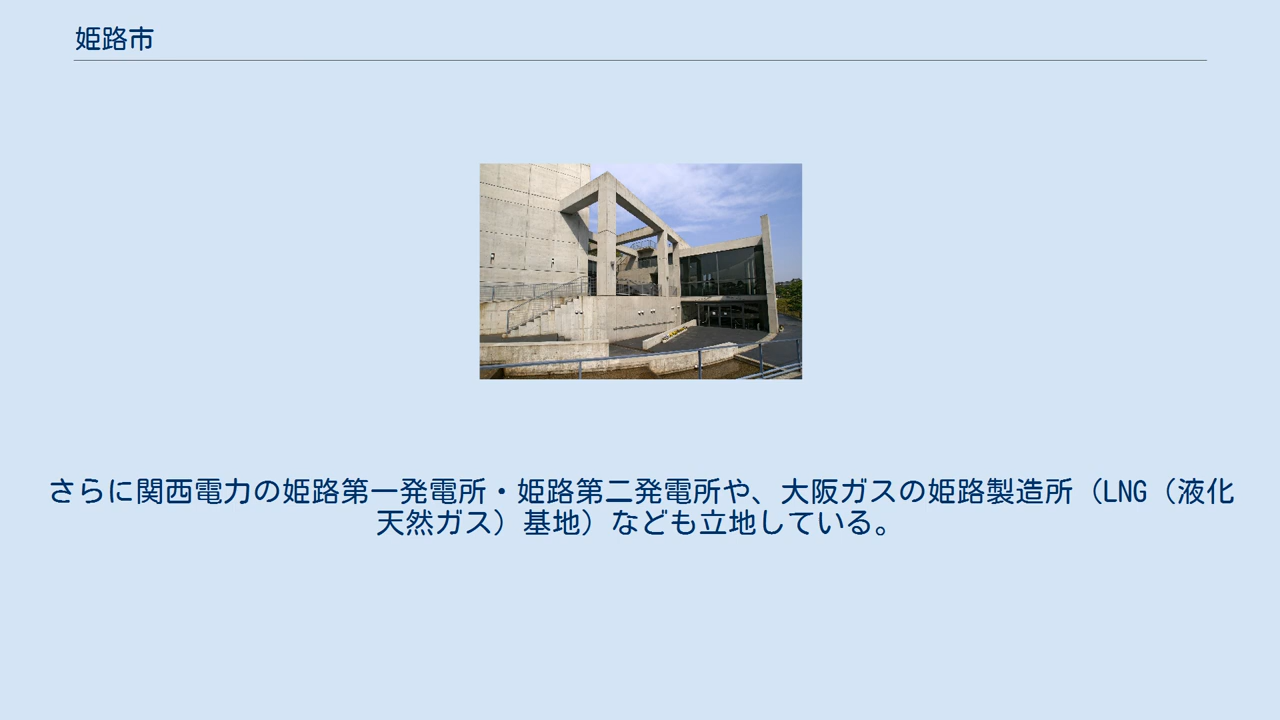 姫路市
さらに関西電力の姫路第一発電所・姫路第二発電所や、大阪ガスの姫路製造所（LNG（液化
天然ガス）基地）なども立地している。